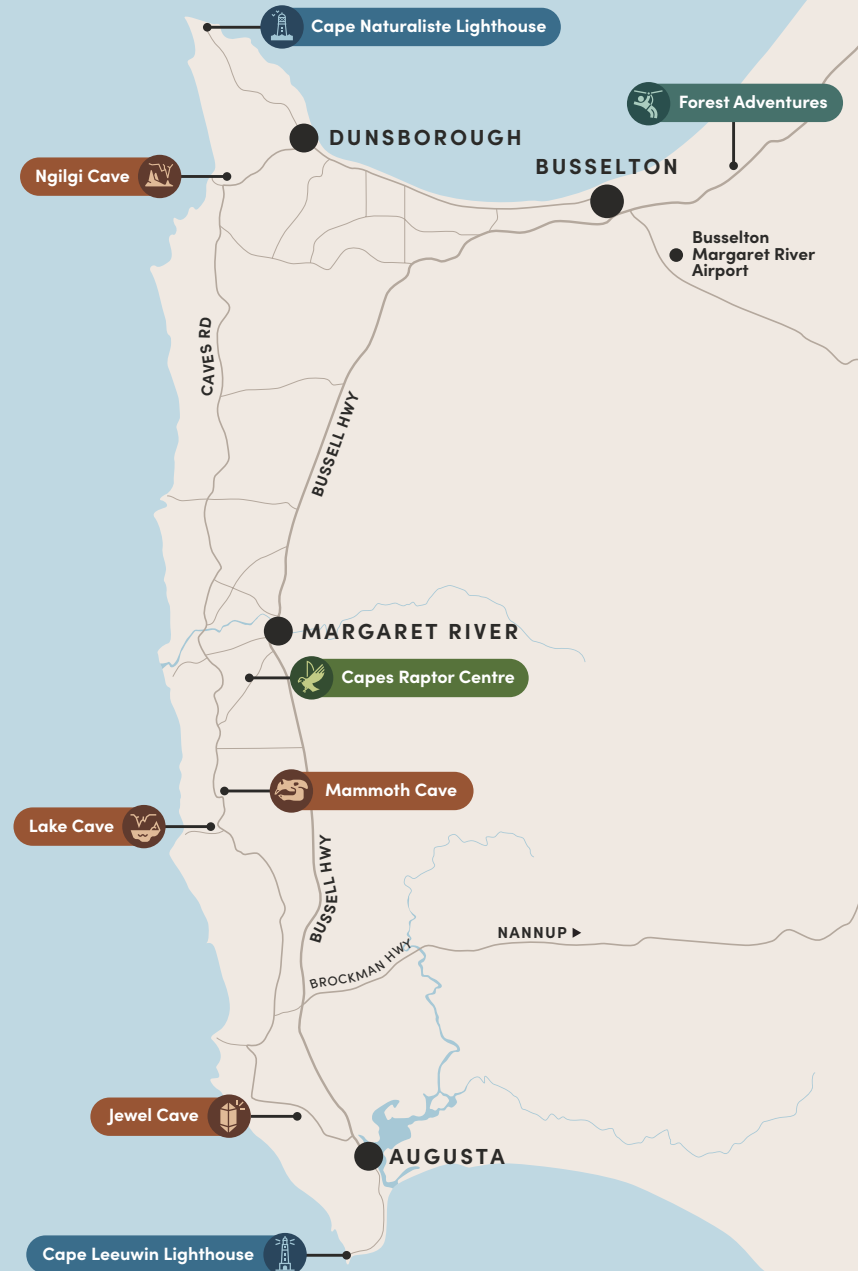 Cape Naturaliste Lighthouse
Forest Adventures
DUNSBOROUGH
BUSSELTON
Ngilgi Cave
Busselton
Margaret River
Airport
CAVES RD
BUSSELL HWY
MARGARET RIVER
Capes Raptor Centre
Mammoth Cave
Lake Cave
BUSSELL HWY
NANNUP
BROCKMAN HWY
Jewel Cave
AUGUSTA
Cape Leeuwin Lighthouse